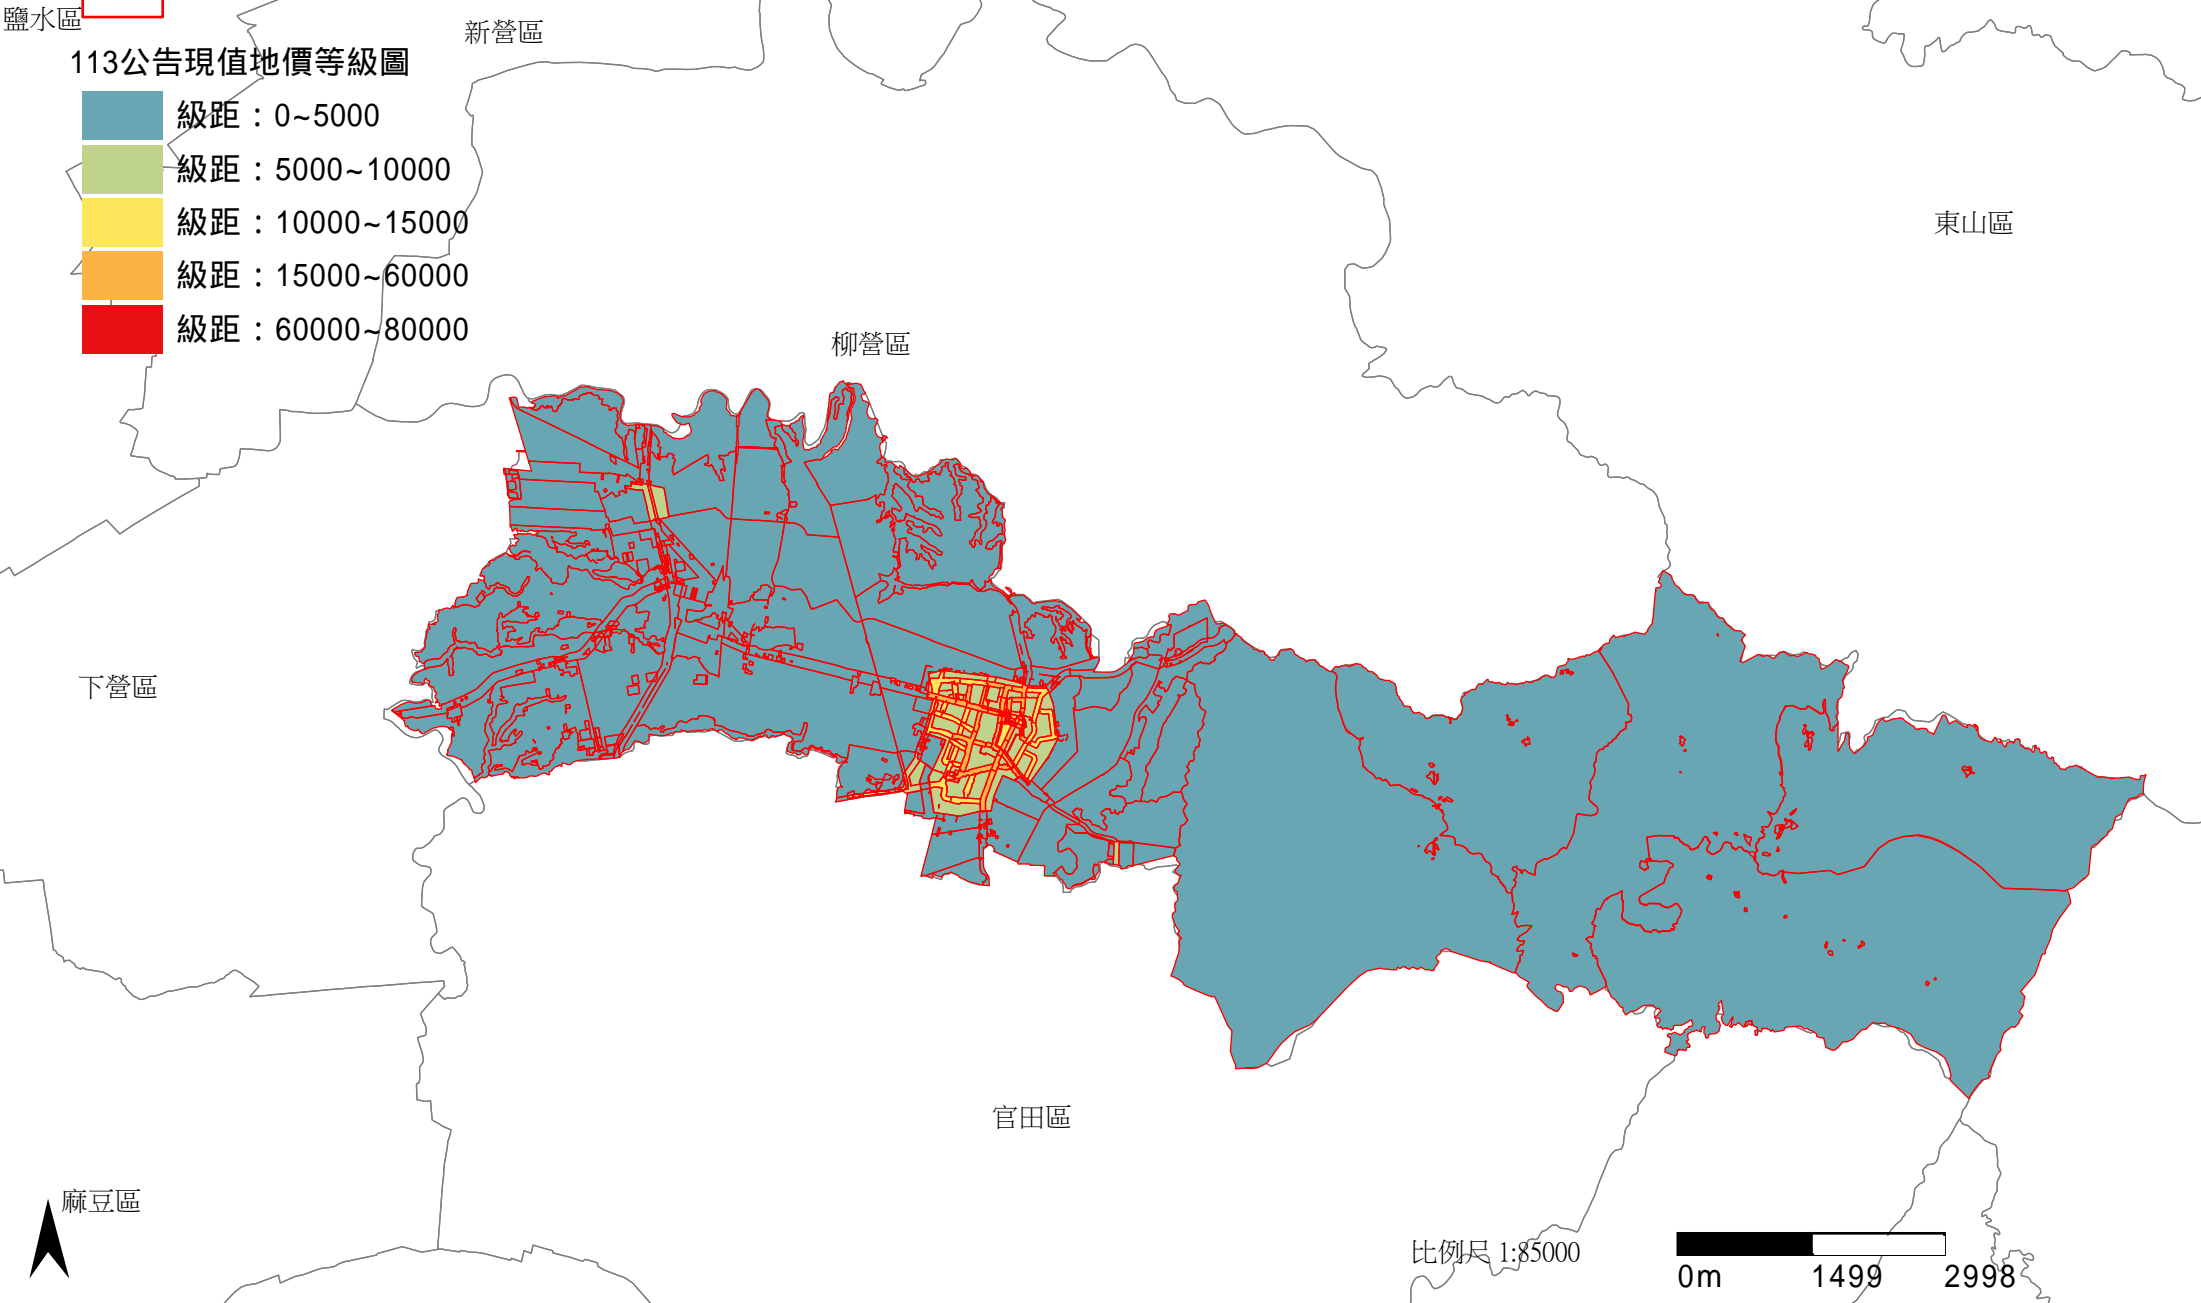 鹽水區
新營區
113公告現值地價等級圖
級距：0~5000
級距：5000~10000
級距：10000~15000
級距：15000~60000
級距：60000~80000
東山區
柳營區
下營區
官田區
麻豆區
比例尺 1:85000
0m 1499 2998